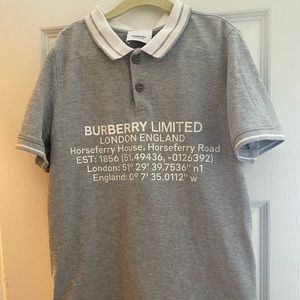 BURBERRY
BURBERRY LIMITED
LONDON ENGLAND
Horseferry House. Horseferry Road
EST: 1856 (51.49436, -0126392)
London: 51° 29' 39.7536'' n1
England: 0° 7' 35.0112'' w